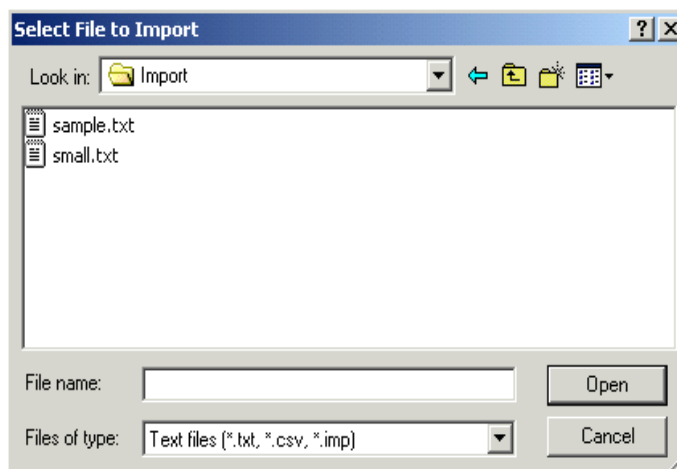 Select File to Import
Look in: Import
sample.txt
small.txt
File name: Open
Files of type: Text files (*.txt, *.csv, *.imp) Cancel